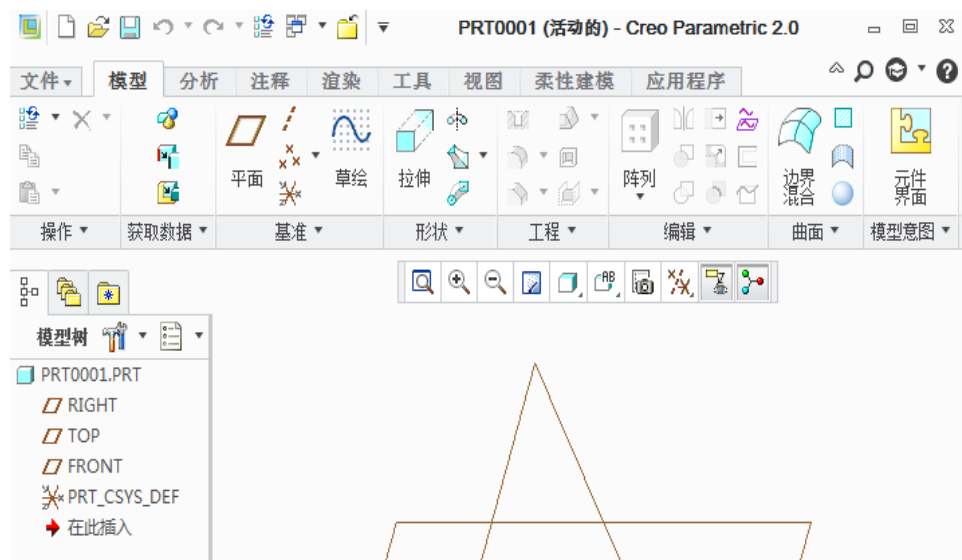 PRT0001 (活动的) - Creo Parametric 2.0
文件 模型 分析 注释 渲染 工具 视图 柔性建模 应用程序
平面 草绘 拉伸 阵列 边界混合 元件界面
操作 获取数据 基准 形状 工程 编辑 曲面 模型意图
模型树
PRT0001.PRT
RIGHT
TOP
FRONT
PRT_CSYS_DEF
在此插入